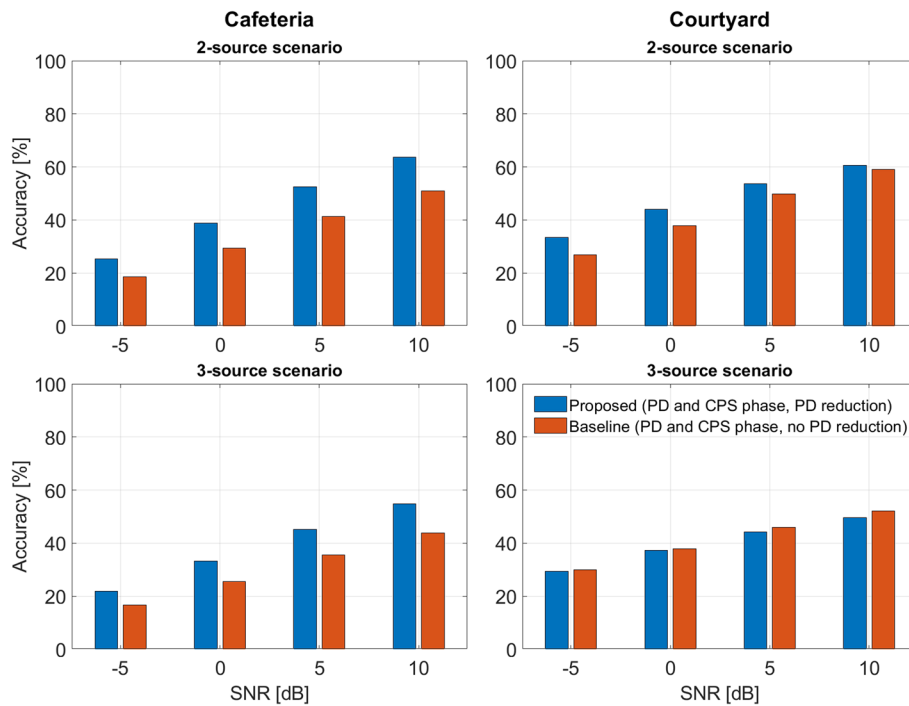 Cafeteria
2-source scenario
Accuracy [%]
100
80
60
40
20
0
-5 0 5 10
Courtyard
2-source scenario
100
80
60
40
20
0
-5 0 5 10
3-source scenario
Accuracy [%]
100
80
60
40
20
0
-5 0 5 10
SNR [dB]
3-source scenario
100
80
60
40
20
0
Proposed (PD and CPS phase, PD reduction)
Baseline (PD and CPS phase, no PD reduction)
-5 0 5 10
SNR [dB]